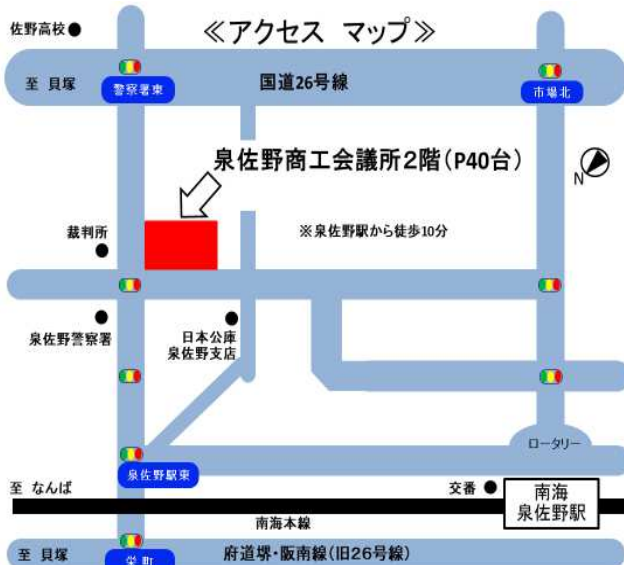 佐野高校
≪アクセス マップ≫
至 貝塚
警察署東
国道26号線
市場北
泉佐野商工会議所2階(P40台)
N
裁判所
※泉佐野駅から徒歩10分
泉佐野警察署
日本公庫
泉佐野支店
ロータリー
泉佐野駅東
至 なんば
交番
南海
泉佐野駅
南海本線
至 貝塚
栄町
府道堺・阪南線(旧26号線)